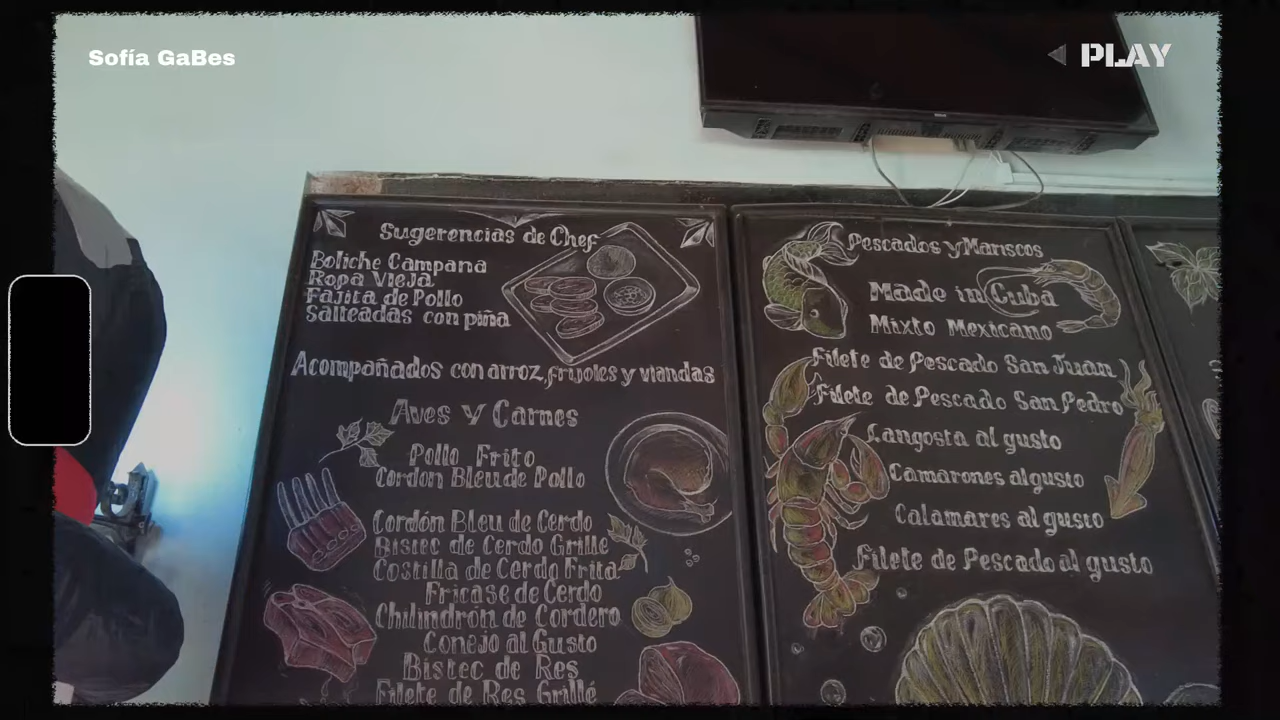 Sofía GaBes
PLAY
Sugerencias de Chef
Boliche Campana
Ropa Vieja
Fajita de Pollo
Salteadas con piña
Acompañados con arroz, frijoles y viandas
Aves y Carnes
Pollo Frito
Cordon Bleu de Pollo
Cordón Bleu de Cerdo
Bistec de Cerdo Grillé
Costilla de Cerdo Frita
Fricase de Cerdo
Chilindrón de Cordero
Conejo al Gusto
Bistec de Res
Filete de Res Grillé
Pescados y Mariscos
Made in Cuba
Mixto Mexicano
Filete de Pescado San Juan
Filete de Pescado San Pedro
Langosta al gusto
Camarones al gusto
Calamares al gusto
Filete de Pescado al gusto